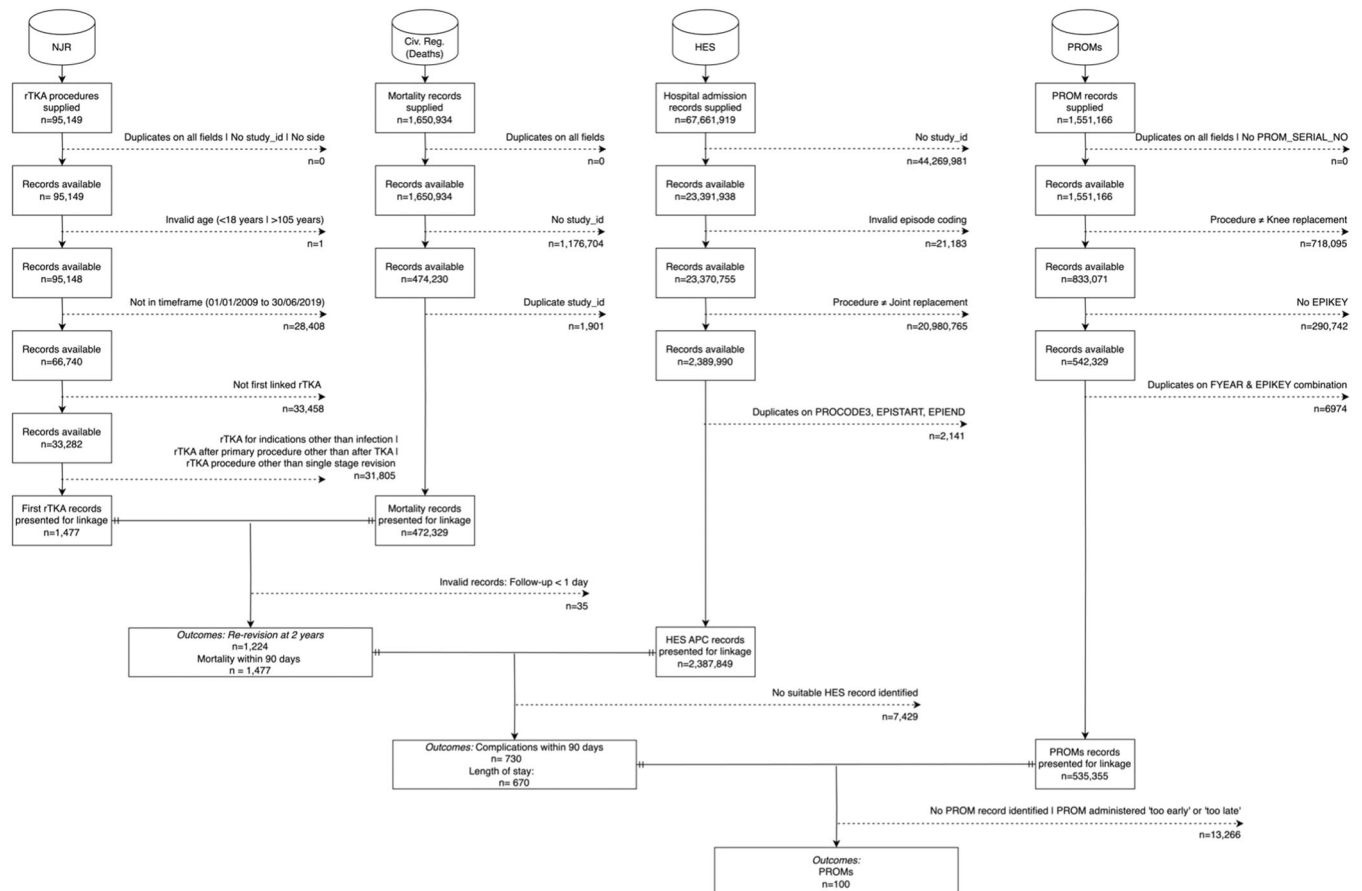 NJR
Civ. Reg.
(Deaths)
HES
PROMs
rTKA procedures
supplied
n=95,149
Mortality records
supplied
n=1,650,934
Hospital admission
records supplied
n=67,661,919
PROM records
supplied
n=1,551,166
Duplicates on all fields I No study_id I No side
n=0
Duplicates on all fields
n=0
No study_id
n=44,269,981
Duplicates on all fields I No PROM_SERIAL_NO
n=0
Records available
n= 95,149
Records available
n=1,650,934
Records available
n=23,391,938
Records available
n=1,551,166
Invalid age (<18 years I >105 years)
n=1
No study_id
n=1,176,704
Invalid episode coding
n=21,183
Procedure ≠ Knee replacement
n=718,095
Records available
n=95,148
Records available
n=474,230
Records available
n=23,370,755
Records available
n=833,071
Not in timeframe (01/01/2009 to 30/06/2019)
n=28,408
Duplicate study_id
n=1,901
Procedure ≠ Joint replacement
n=20,980,765
No EPIKEY
n=290,742
Records available
n=66,740
Records available
n=2,389,990
Records available
n=542,329
Not first linked rTKA
n=33,458
Duplicates on PROCODE3, EPISTART, EPIEND
n=2,141
Duplicates on FYEAR & EPIKEY combination
n=6974
Records available
n=33,282
rTKA for indications other than infection I
rTKA after primary procedure other than after TKA I
rTKA procedure other than single stage revision
n=31,805
First rTKA records
presented for linkage
n=1,477
Mortality records
presented for linkage
n=472,329
Invalid records: Follow-up < 1 day
n=35
Outcomes: Re-revision at 2 years
n=1,224
Mortality within 90 days
n = 1,477
HES APC records
presented for linkage
n=2,387,849
No suitable HES record identified
n=7,429
Outcomes: Complications within 90 days
n= 730
Length of stay:
n= 670
PROMs records
presented for linkage
n=535,355
No PROM record identified I PROM administered 'too early' or 'too late'
n=13,266
Outcomes:
PROMs
n=100